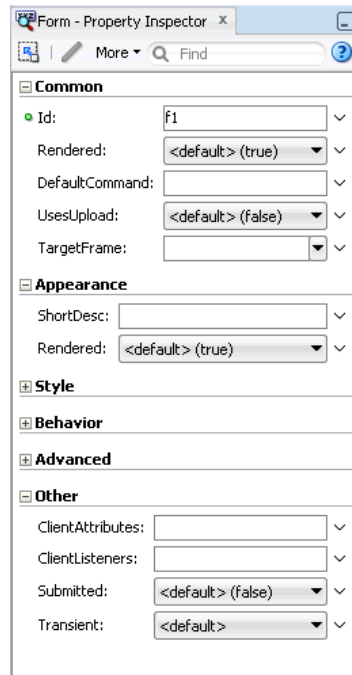 Form - Property Inspector x
More Find ?
Common
Id: f1
Rendered: <default> (true)
DefaultCommand:
UsesUpload: <default> (false)
TargetFrame:
Appearance
ShortDesc:
Rendered: <default> (true)
Style
Behavior
Advanced
Other
ClientAttributes:
ClientListeners:
Submitted: <default> (false)
Transient: <default>